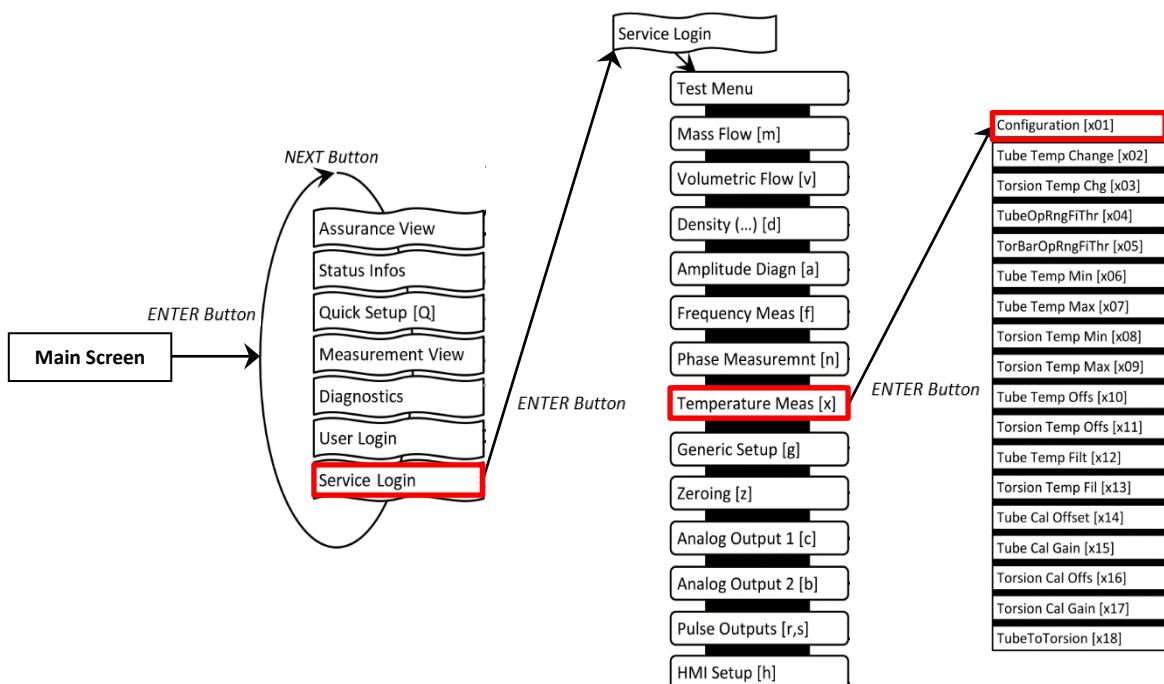 Main Screen
ENTER Button
NEXT Button
Assurance View
Status Infos
Quick Setup [Q]
Measurement View
Diagnostics
User Login
Service Login
ENTER Button
Service Login
Test Menu
Mass Flow [m]
Volumetric Flow [v]
Density (...) [d]
Amplitude Diagn [a]
Frequency Meas [f]
Phase Measuremnt [n]
Temperature Meas [x]
Generic Setup [g]
Zeroing [z]
Analog Output 1 [c]
Analog Output 2 [b]
Pulse Outputs [r,s]
HMI Setup [h]
ENTER Button
Configuration [x01]
Tube Temp Change [x02]
Torsion Temp Chg [x03]
TubeOpRngFiThr [x04]
TorBarOpRngFiThr [x05]
Tube Temp Min [x06]
Tube Temp Max [x07]
Torsion Temp Min [x08]
Torsion Temp Max [x09]
Tube Temp Offs [x10]
Torsion Temp Offs [x11]
Tube Temp Filt [x12]
Torsion Temp Fil [x13]
Tube Cal Offset [x14]
Tube Cal Gain [x15]
Torsion Cal Offs [x16]
Torsion Cal Gain [x17]
TubeToTorsion [x18]